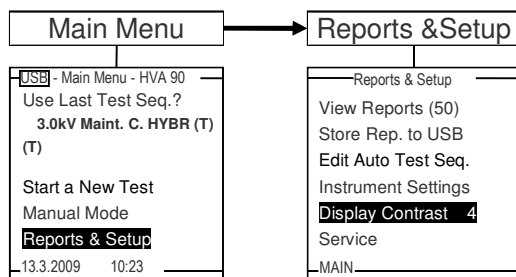 Main Menu
USB - Main Menu - HVA 90
Use Last Test Seq.?
3.0kV Maint. C. HYBR (T)
(T)
Start a New Test
Manual Mode
Reports & Setup
13.3.2009 10:23
Reports &Setup
Reports & Setup
View Reports (50)
Store Rep. to USB
Edit Auto Test Seq.
Instrument Settings
Display Contrast 4
Service
MAIN